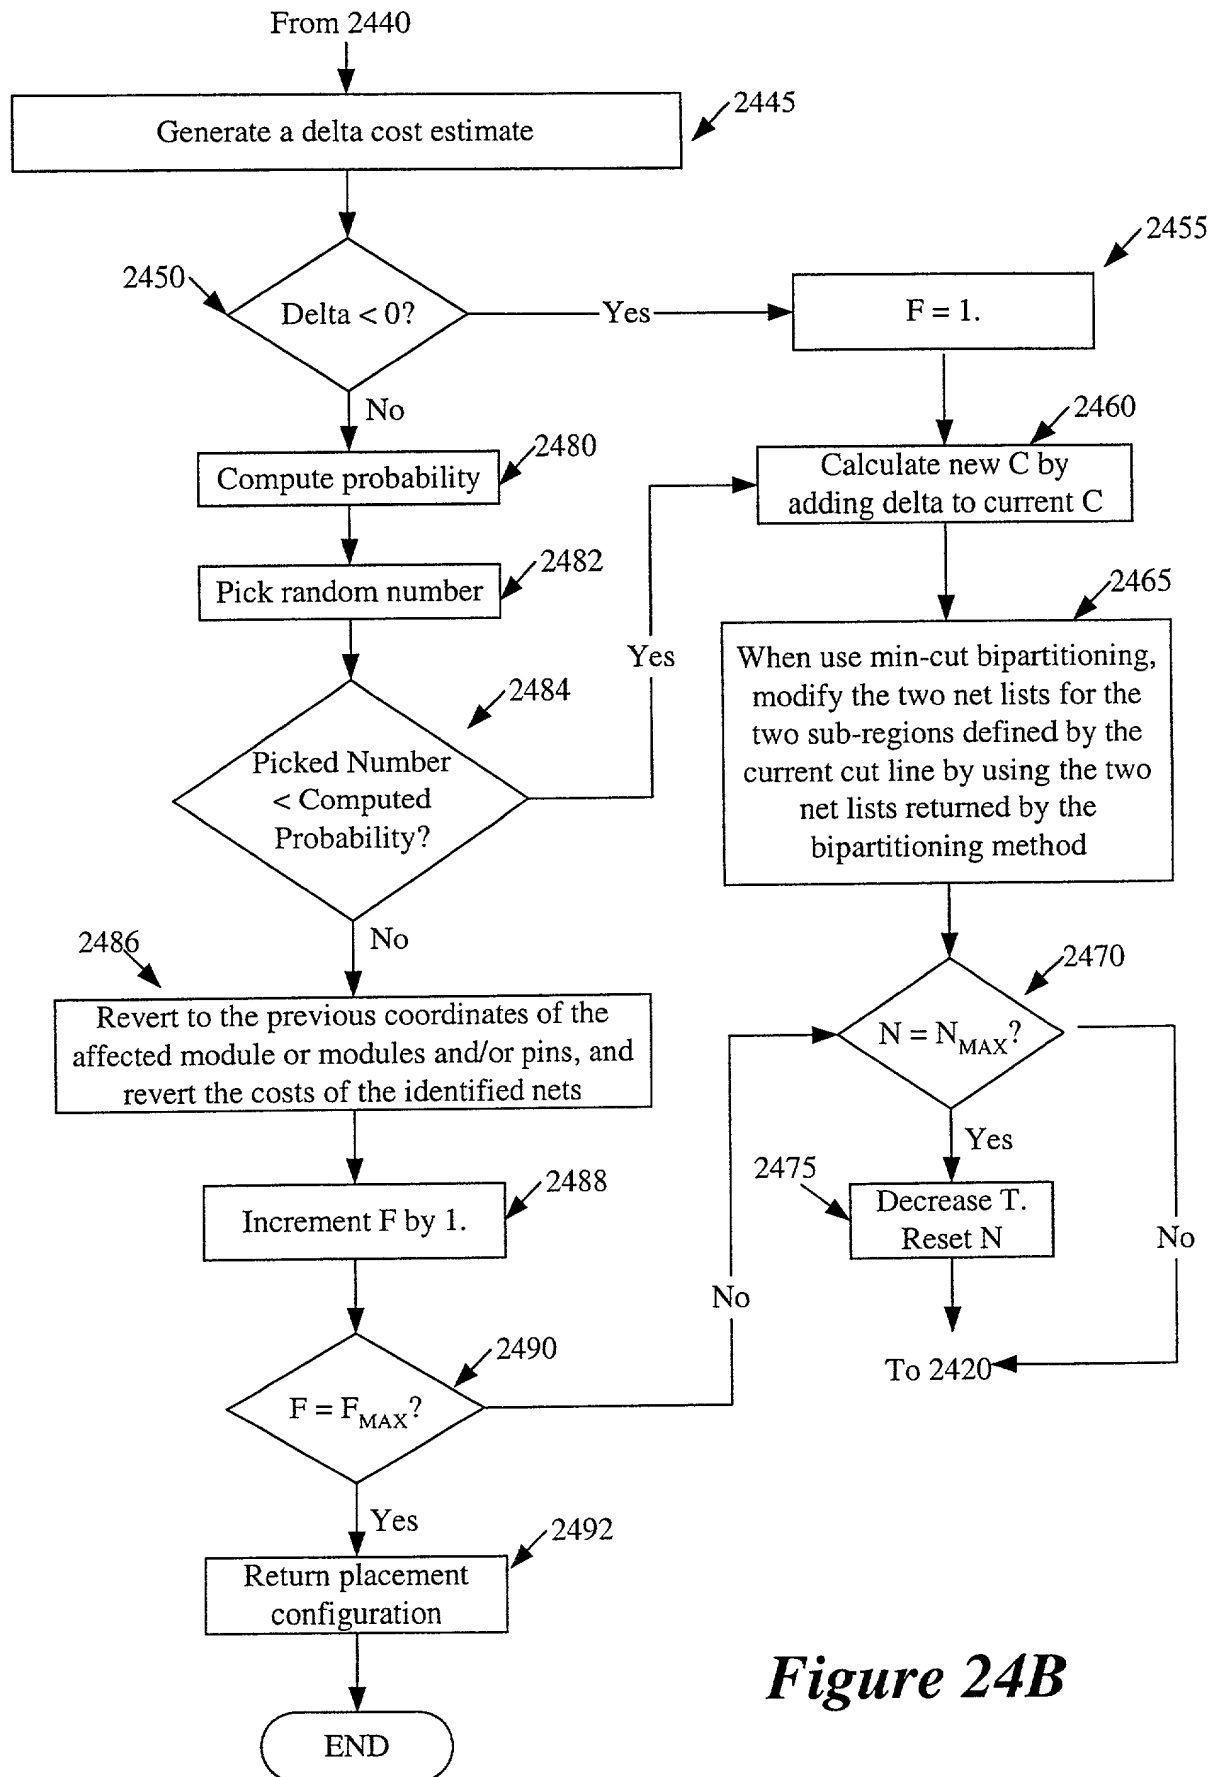 From 2440
Generate a delta cost estimate
2445
2450
Delta < 0?
Yes
2455
F = 1.
No
2480
Compute probability
2460
Calculate new C by
adding delta to current C
2482
Pick random number
2465
When use min-cut bipartitioning,
modify the two net lists for the
two sub-regions defined by the
current cut line by using the two
net lists returned by the
bipartitioning method
Yes
2484
Picked Number
< Computed
Probability?
No
2486
Revert to the previous coordinates of the
affected module or modules and/or pins, and
revert the costs of the identified nets
2470
N = NMAX?
Yes
2475
Decrease T.
Reset N
No
To 2420
2488
Increment F by 1.
No
2490
F = FMAX?
Yes
2492
Return placement
configuration
END
Figure 24B